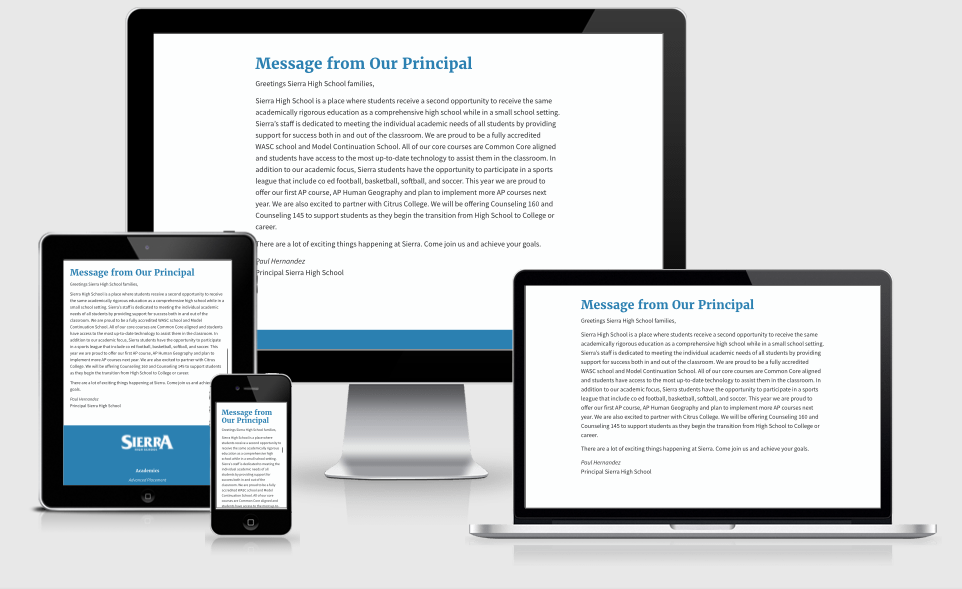 Message from Our Principal
Greetings Sierra High School families,
Sierra High School is a place where students receive a second opportunity to receive the same
academically rigorous education as a comprehensive high school while in a small school setting.
Sierra's staff is dedicated to meeting the individual academic needs of all students by providing
support for success both in and out of the classroom. We are proud to be a fully accredited
WASC school and Model Continuation School. All of our core courses are Common Core aligned
and students have access to the most up-to-date technology to assist them in the classroom. In
addition to our academic focus, Sierra students have the opportunity to participate in a sports
league that include co ed football, basketball, softball, and soccer. This year we are proud to
offer our first AP course, AP Human Geography and plan to implement more AP courses next
year. We are also excited to partner with Citrus College. We will be offering Counseling 160 and
Counseling 145 to support students as they begin the transition from High School to College or
career.
There are a lot of exciting things happening at Sierra. Come join us and achieve your goals.
Paul Hernandez
Principal Sierra High School
Message from Our Principal
Greetings Sierra High School families,
Sierra High School is a place where students receive a second opportunity to receive
the same academically rigorous education as a comprehensive high school while in a
small school setting. Sierra's staff is dedicated to meeting the individual academic
needs of all students by providing support for success both in and out of the
classroom. We are proud to be a fully accredited WASC school and Model
Continuation School. All of our core courses are Common Core aligned and students
have access to the most up-to-date technology to assist them in the classroom. In
addition to our academic focus, Sierra students have the opportunity to participate
in a sports league that include co ed football, basketball, softball, and soccer. This
year we are proud to offer our first AP course, AP Human Geography and plan to
implement more AP courses next year. We are also excited to partner with Citrus
College. We will be offering Counseling 160 and Counseling 145 to support students
as they begin the transition from High School to College or career.
There are a lot of exciting things happening at Sierra. Come join us and achieve your
goals.
Paul Hernandez
Principal Sierra High School
SIERRA
HIGH SCHOOL
Academics
Advanced Placement
Message from
Our Principal
Greetings Sierra High School families,
Sierra High School is a place where
students receive a second opportunity to
receive the same academically rigorous
education as a comprehensive high
school while in a small school setting.
Sierra's staff is dedicated to meeting the
individual academic needs of all
students by providing support for
success both in and out of the
classroom. We are proud to be a fully
accredited WASC school and Model
Continuation School. All of our core
courses are Common Core aligned and
students have access to the most up-to-
Message from Our Principal
Greetings Sierra High School families,
Sierra High School is a place where students receive a second opportunity to receive the same
academically rigorous education as a comprehensive high school while in a small school setting.
Sierra's staff is dedicated to meeting the individual academic needs of all students by providing
support for success both in and out of the classroom. We are proud to be a fully accredited
WASC school and Model Continuation School. All of our core courses are Common Core aligned
and students have access to the most up-to-date technology to assist them in the classroom. In
addition to our academic focus, Sierra students have the opportunity to participate in a sports
league that include co ed football, basketball, softball, and soccer. This year we are proud to
offer our first AP course, AP Human Geography and plan to implement more AP courses next
year. We are also excited to partner with Citrus College. We will be offering Counseling 160 and
Counseling 145 to support students as they begin the transition from High School to College or
career.
There are a lot of exciting things happening at Sierra. Come join us and achieve your goals.
Paul Hernandez
Principal Sierra High School